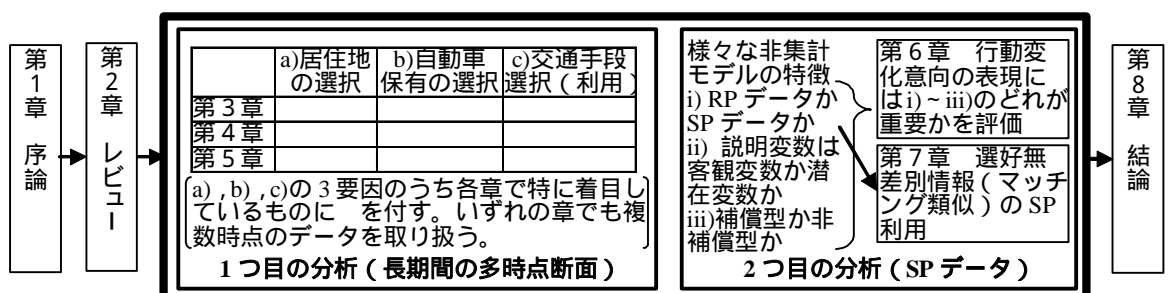 第1章 序論
第2章 レビュー
a)居住地の選択
b)自動車保有の選択
c)交通手段選択(利用)
第3章
第4章
第5章
a),b),c)の3要因のうち各章で特に着目し
ているものに を付す。いずれの章でも複
数時点のデータを取り扱う。
1つ目の分析(長期間の多時点断面)
様々な非集計
モデルの特徴
i) RPデータか
SPデータか
ii) 説明変数は
客観変数か潜
在変数か
iii)補償型か非
補償型か
第6章 行動変
化意向の表現に
はi)~iii)のどれが
重要かを評価
第7章 選好無
差別情報(マッチ
ング類似)のSP
利用
2つ目の分析(SPデータ)
第8章 結論